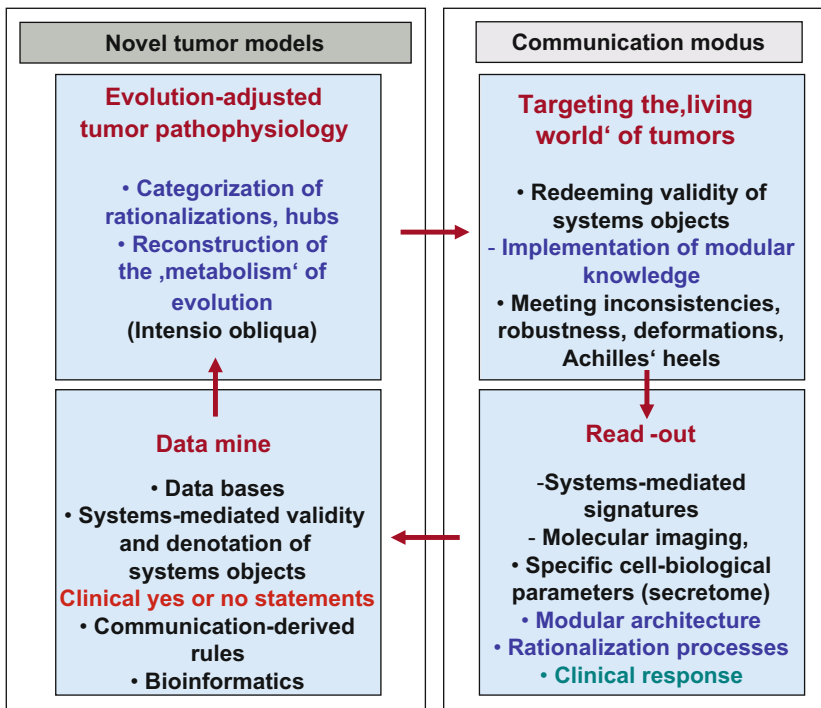 Novel tumor models
Evolution-adjusted
tumor pathophysiology
• Categorization of
rationalizations, hubs
• Reconstruction of
the ‚metabolism‘ of
evolution
(Intensio obliqua)
Data mine
• Data bases
• Systems-mediated validity
and denotation of
systems objects
Clinical yes or no statements
• Communication-derived
rules
• Bioinformatics
Communication modus
Targeting the‚living
world‘ of tumors
• Redeeming validity of
systems objects
- Implementation of modular
knowledge
• Meeting inconsistencies,
robustness, deformations,
Achilles‘ heels
Read -out
-Systems-mediated
signatures
- Molecular imaging,
• Specific cell-biological
parameters (secretome)
• Modular architecture
• Rationalization processes
• Clinical response